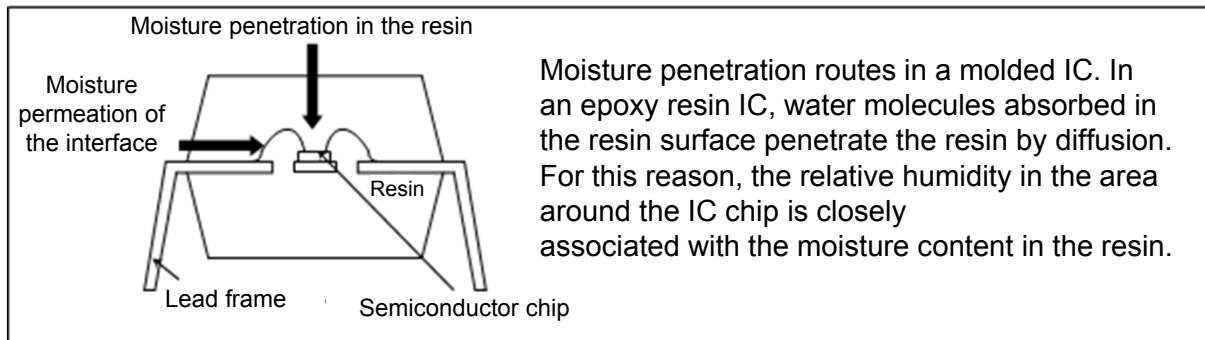 Moisture penetration in the resin
Moisture
permeation of
the interface
Resin
Lead frame
Semiconductor chip
Moisture penetration routes in a molded IC. In
an epoxy resin IC, water molecules absorbed in
the resin surface penetrate the resin by diffusion.
For this reason, the relative humidity in the area
around the IC chip is closely
associated with the moisture content in the resin.